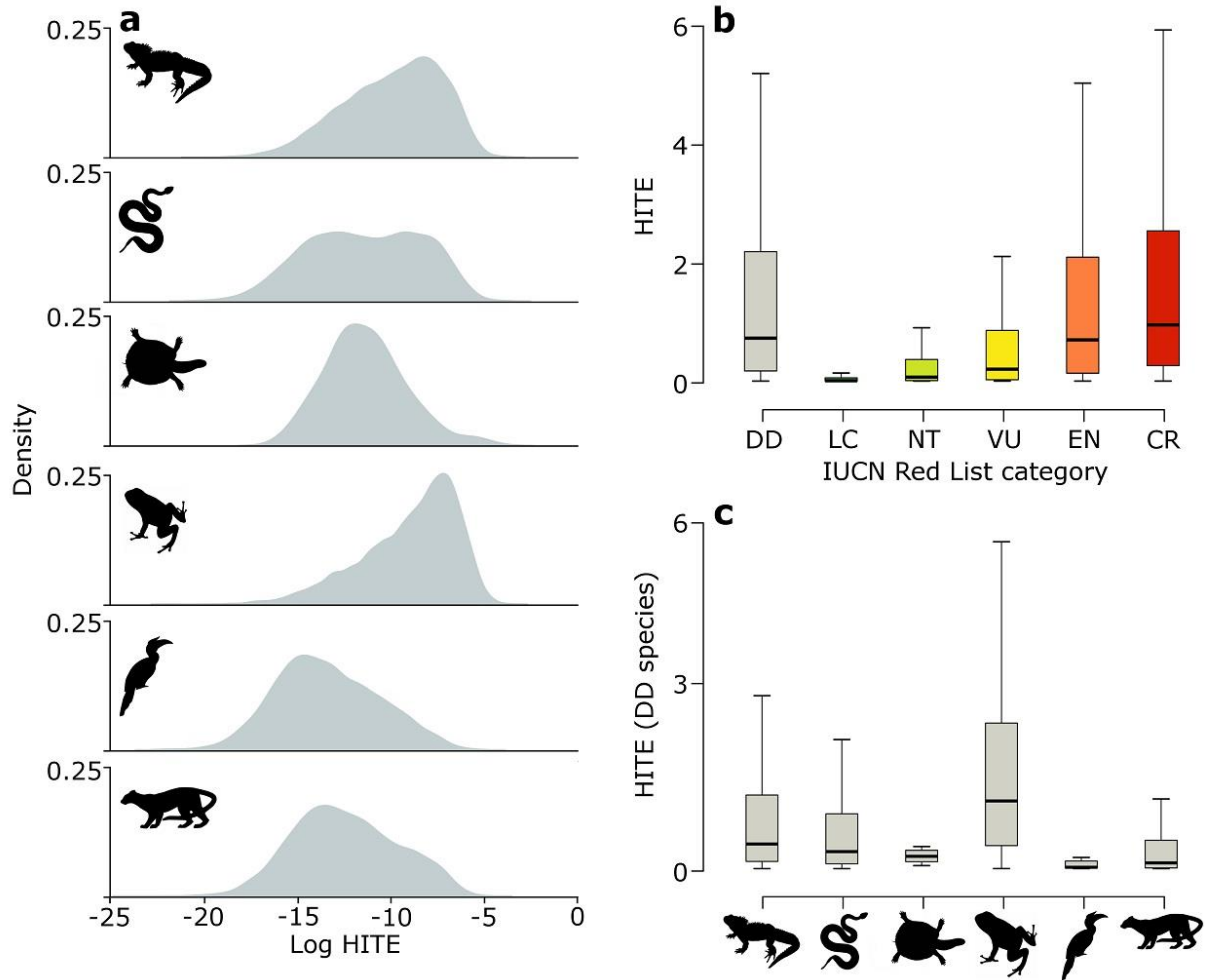 a
0.25
0.25
0.25
0.25
0.25
0.25
Density
-25 -20 -15 -10 -5 0
Log HITE
b
6
4
2
0
HITE
DD LC NT VU EN CR
IUCN Red List category
c
6
3
0
HITE (DD species)